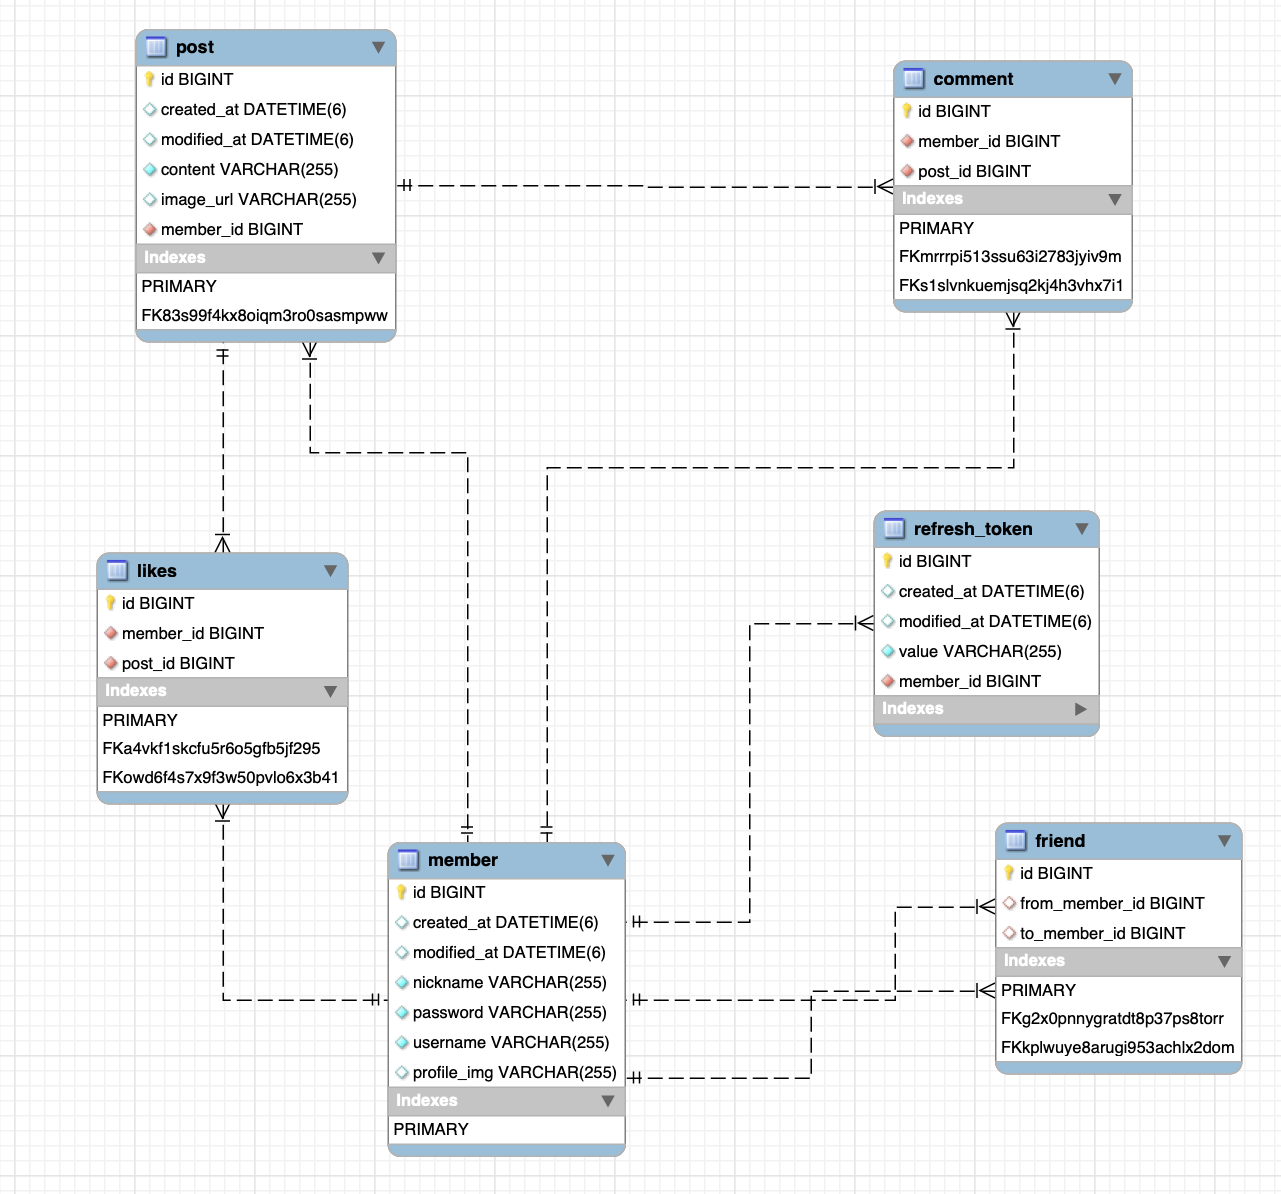 post
id BIGINT
created_at DATETIME(6)
modified_at DATETIME(6)
content VARCHAR(255)
image_url VARCHAR(255)
member_id BIGINT
Indexes
PRIMARY
FK83s99f4kx8oiqm3ro0sasmpww
comment
id BIGINT
member_id BIGINT
post_id BIGINT
Indexes
PRIMARY
FKmrrrpi513ssu63i2783jyiv9m
FKs1slvnkuemjsq2kj4h3vhx7i1
likes
id BIGINT
member_id BIGINT
post_id BIGINT
Indexes
PRIMARY
FKa4vkf1skcfu5r6o5gfb5jf295
FKowd6f4s7x9f3w50pvlo6x3b41
refresh_token
id BIGINT
created_at DATETIME(6)
modified_at DATETIME(6)
value VARCHAR(255)
member_id BIGINT
Indexes
member
id BIGINT
created_at DATETIME(6)
modified_at DATETIME(6)
nickname VARCHAR(255)
password VARCHAR(255)
username VARCHAR(255)
profile_img VARCHAR(255)
Indexes
PRIMARY
friend
id BIGINT
from_member_id BIGINT
to_member_id BIGINT
Indexes
PRIMARY
FKg2x0pnnygratdt8p37ps8torr
FKkplwuye8arugi953achlx2dom